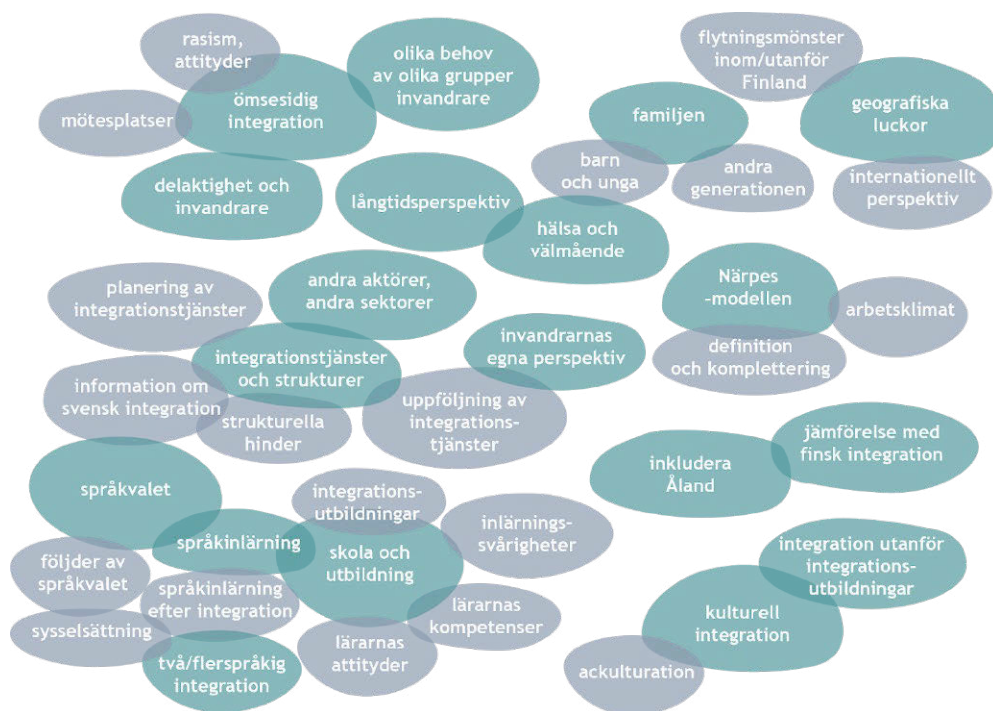 rasism,
attityder
olika behov
av olika grupper
invandrare
flytningsmönster
inom/utanför
Finland
ömsesidig
integration
mötesplatser
familjen
geografiska
luckor
barn
och unga
andra
generationen
internationellt
perspektiv
delaktighet och
invandrare
långtidsperspektiv
hälsa och
välmående
planering av
integrationstjänster
andra aktörer,
andra sektorer
Närpes
-modellen
arbetsklimat
integrationstjänster
och strukturer
invandrarnas
egna perspektiv
definition
och komplettering
information om
svensk integration
strukturella
hinder
uppföljning av
integrations-
tjänster
jämförelse med
finsk integration
inkludera
Åland
språkvalet
integrations-
utbildningar
inlärnings-
svårigheter
språkinlärning
skola och
utbildning
integration utanför
integrations-
utbildningar
följder av
språkvalet
språkinlärning
efter integration
lärarnas
kompetenser
kulturell
integration
sysselsättning
lärarnas
attityder
två/flerspråkig
integration
ackulturation